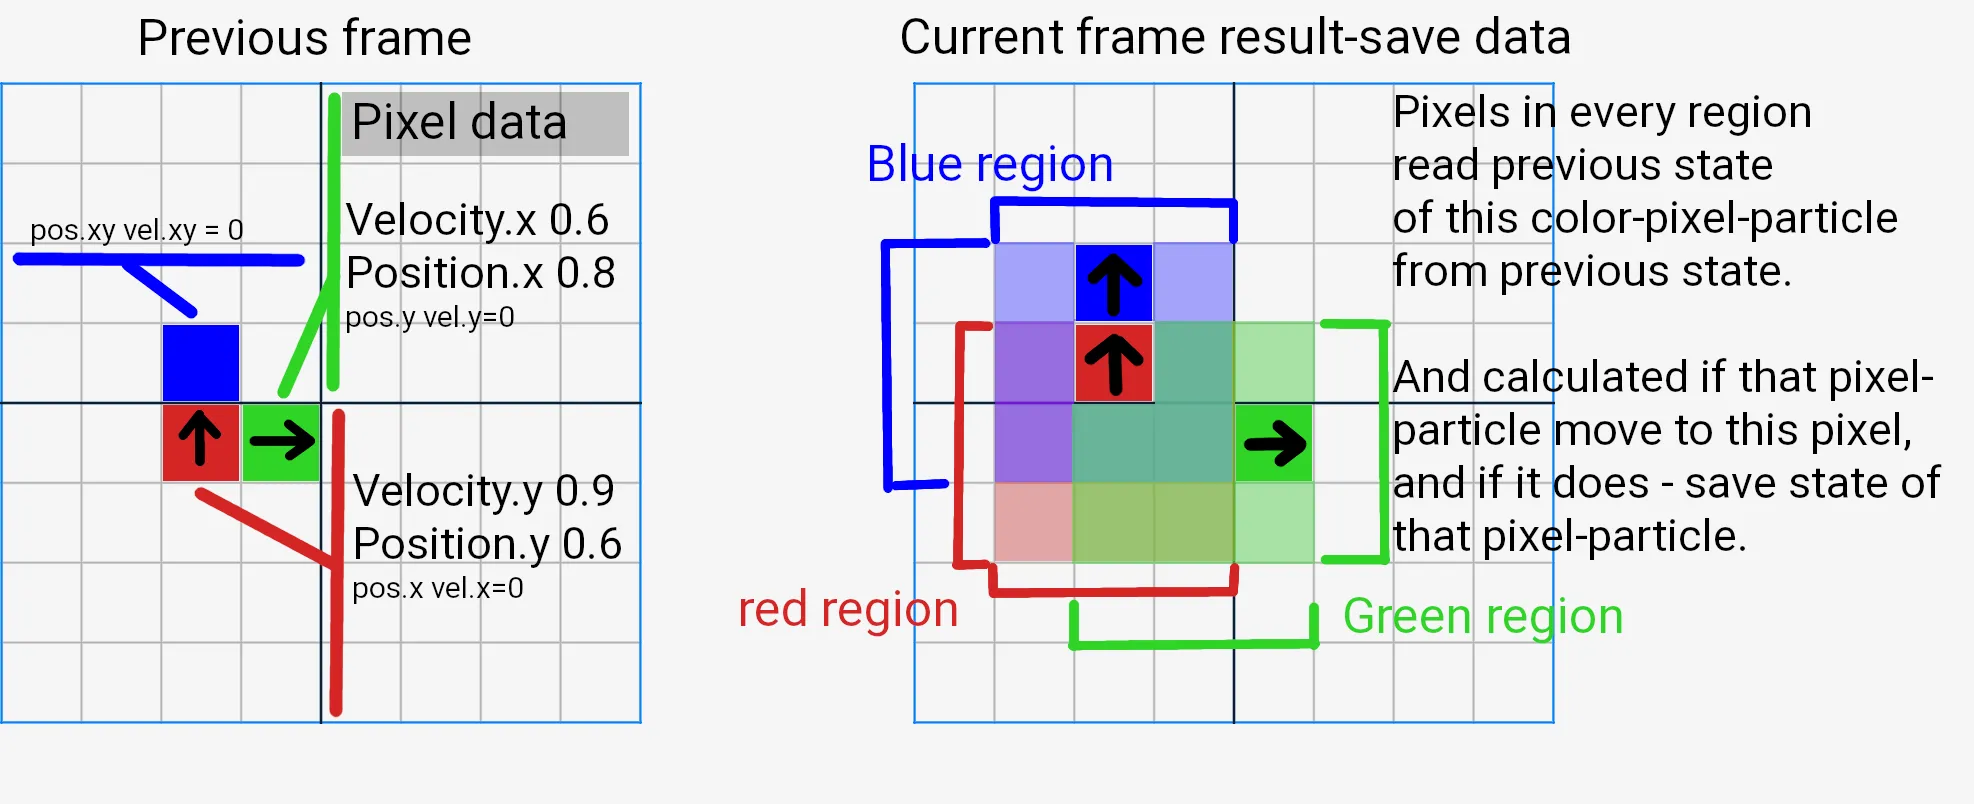 Previous frame
Pixel data
pos.xy vel.xy = 0
Velocity.x 0.6
Position.x 0.8
pos.y vel.y=0
Velocity.y 0.9
Position.y 0.6
pos.x vel.x=0
Current frame result-save data
Blue region
red region
Green region
Pixels in every region
read previous state
of this color-pixel-particle
from previous state.
And calculated if that pixel-
particle move to this pixel,
and if it does - save state of
that pixel-particle.